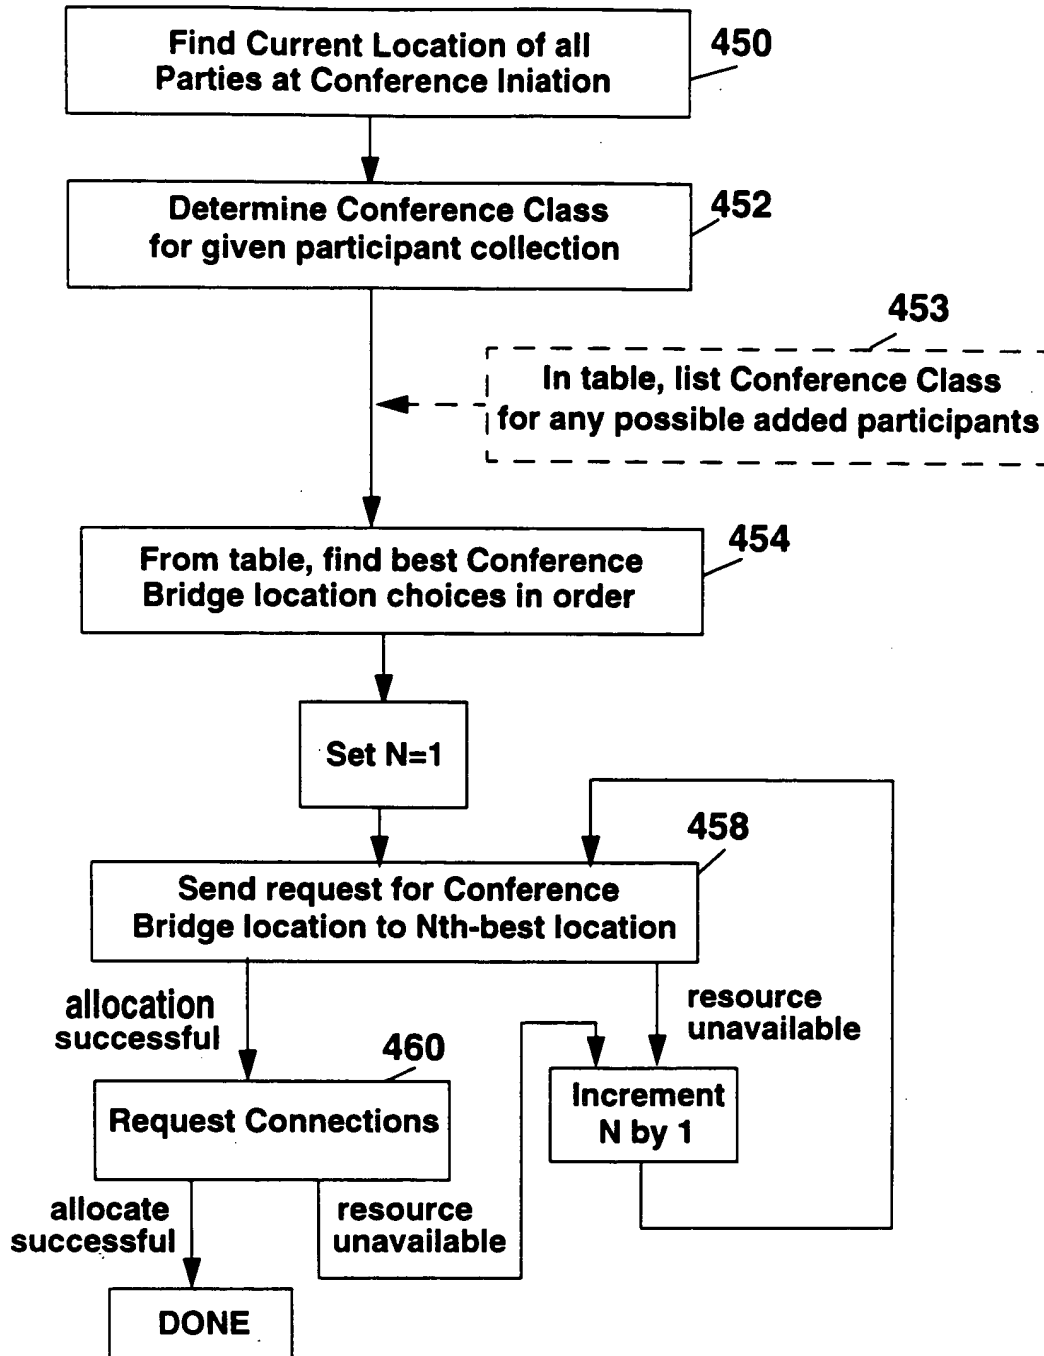 Find Current Location of all
Parties at Conference Iniation
450
Determine Conference Class
for given participant collection
452
453
In table, list Conference Class
for any possible added participants
From table, find best Conference
Bridge location choices in order
454
Set N=1
458
Send request for Conference
Bridge location to Nth-best location
allocation
successful
resource
unavailable
460
Request Connections
Increment
N by 1
allocate
successful
resource
unavailable
DONE